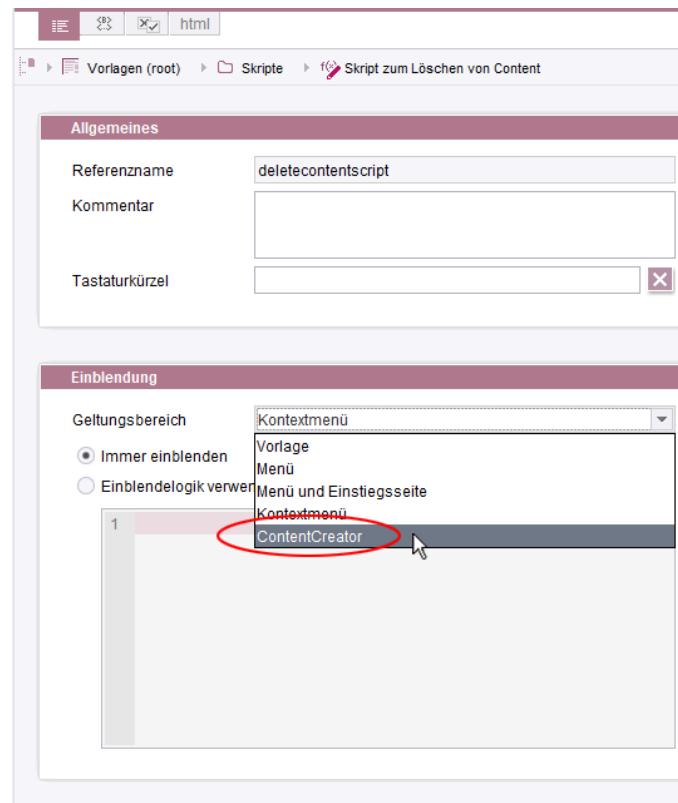 html
Vorlagen (root) Skripte f(x) Skript zum Löschen von Content
Allgemeines
Referenzname deletecontentscript
Kommentar
Tastaturkürzel
Einblendung
Geltungsbereich Kontextmenü
Vorlage
Immer einblenden
Menü
Einblendelogik verwen
Menü und Einstiegsseite
Kontextmenü
1
ContentCreator